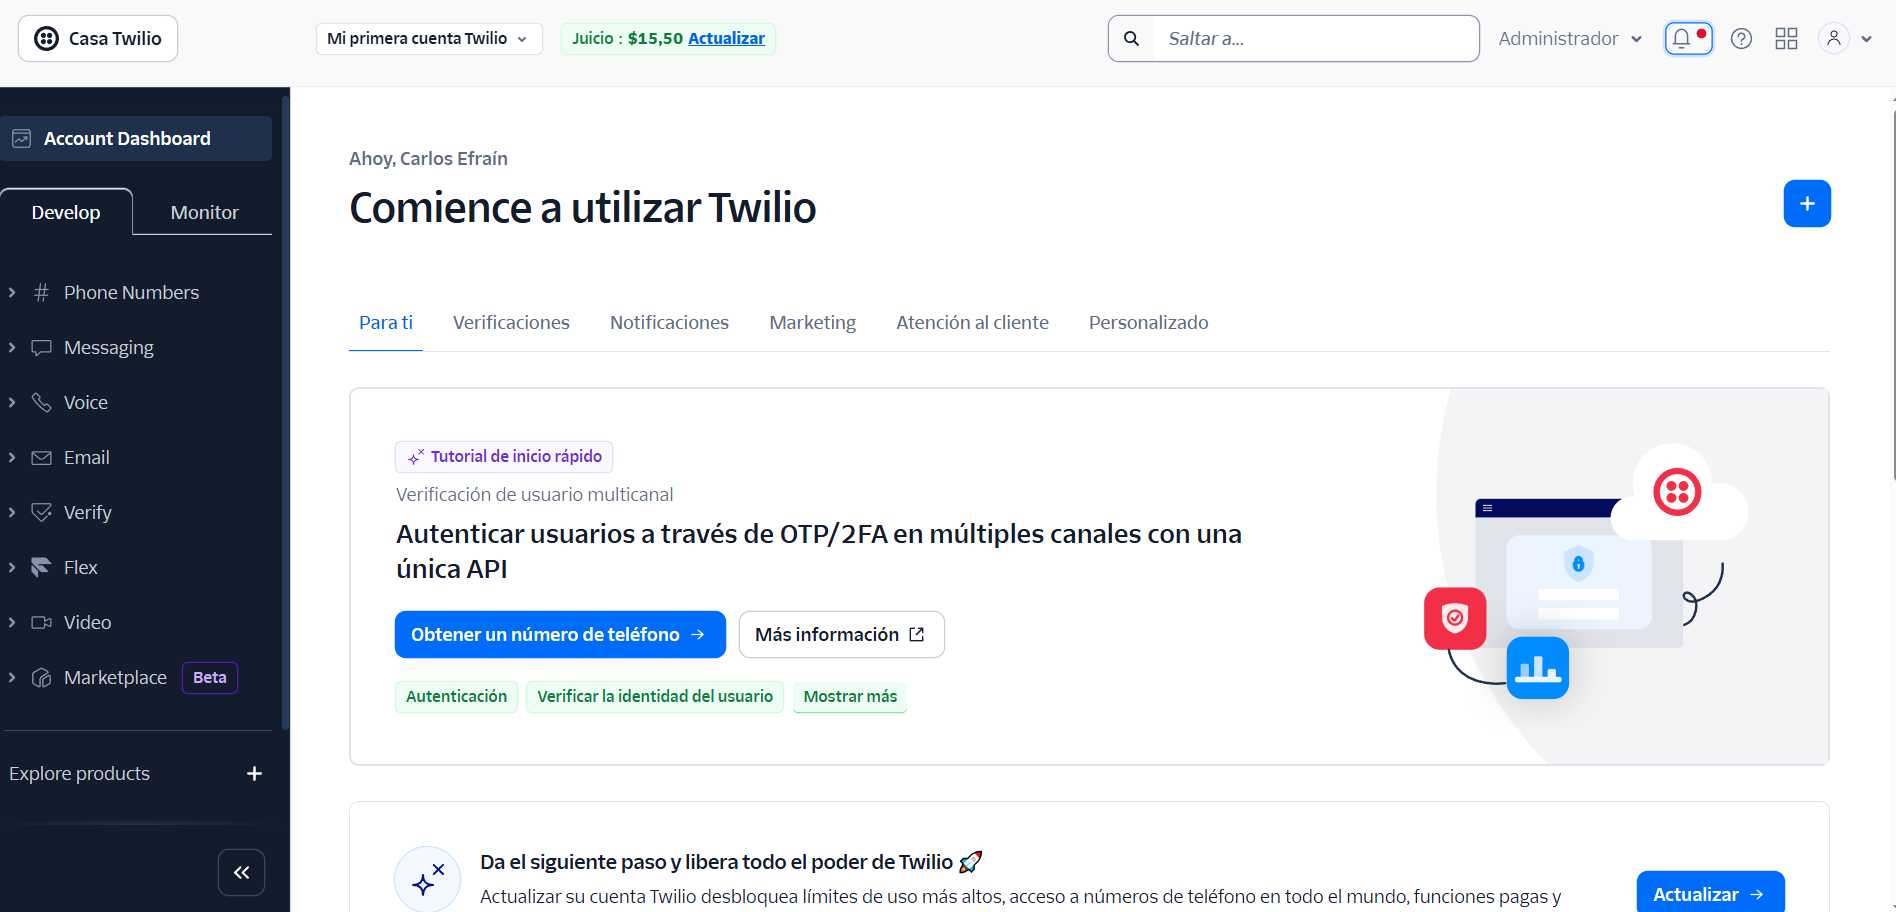 Casa Twilio
Mi primera cuenta Twilio
Juicio : $15,50 Actualizar
Saltar a...
Administrador
Account Dashboard
Develop
Monitor
Phone Numbers
Messaging
Voice
Email
Verify
Flex
Video
Marketplace Beta
Explore products
Ahoy, Carlos Efraín
Comience a utilizar Twilio
Para ti
Verificaciones
Notificaciones
Marketing
Atención al cliente
Personalizado
Tutorial de inicio rápido
Verificación de usuario multicanal
Autenticar usuarios a través de OTP/2FA en múltiples canales con una
única API
Obtener un número de teléfono
Más información
Autenticación
Verificar la identidad del usuario
Mostrar más
Da el siguiente paso y libera todo el poder de Twilio 🚀
Actualizar su cuenta Twilio desbloquea límites de uso más altos, acceso a números de teléfono en todo el mundo, funciones pagas y
Actualizar